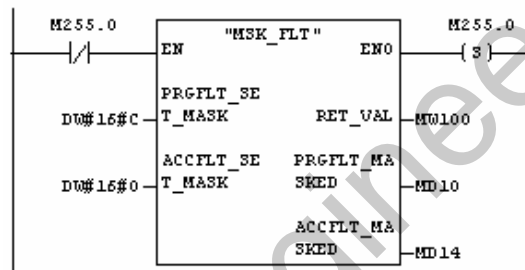 M255.0
M255.0
"MSK_FLT"
EN
ENO
S
PRGFLT_SE
T_MASK
DW#16#C
RET_VAL
MW100
ACCFLT_SE
T_MASK
DW#16#0
PRGFLT_MA
SKED
MD10
ACCFLT_MA
SKED
MD14